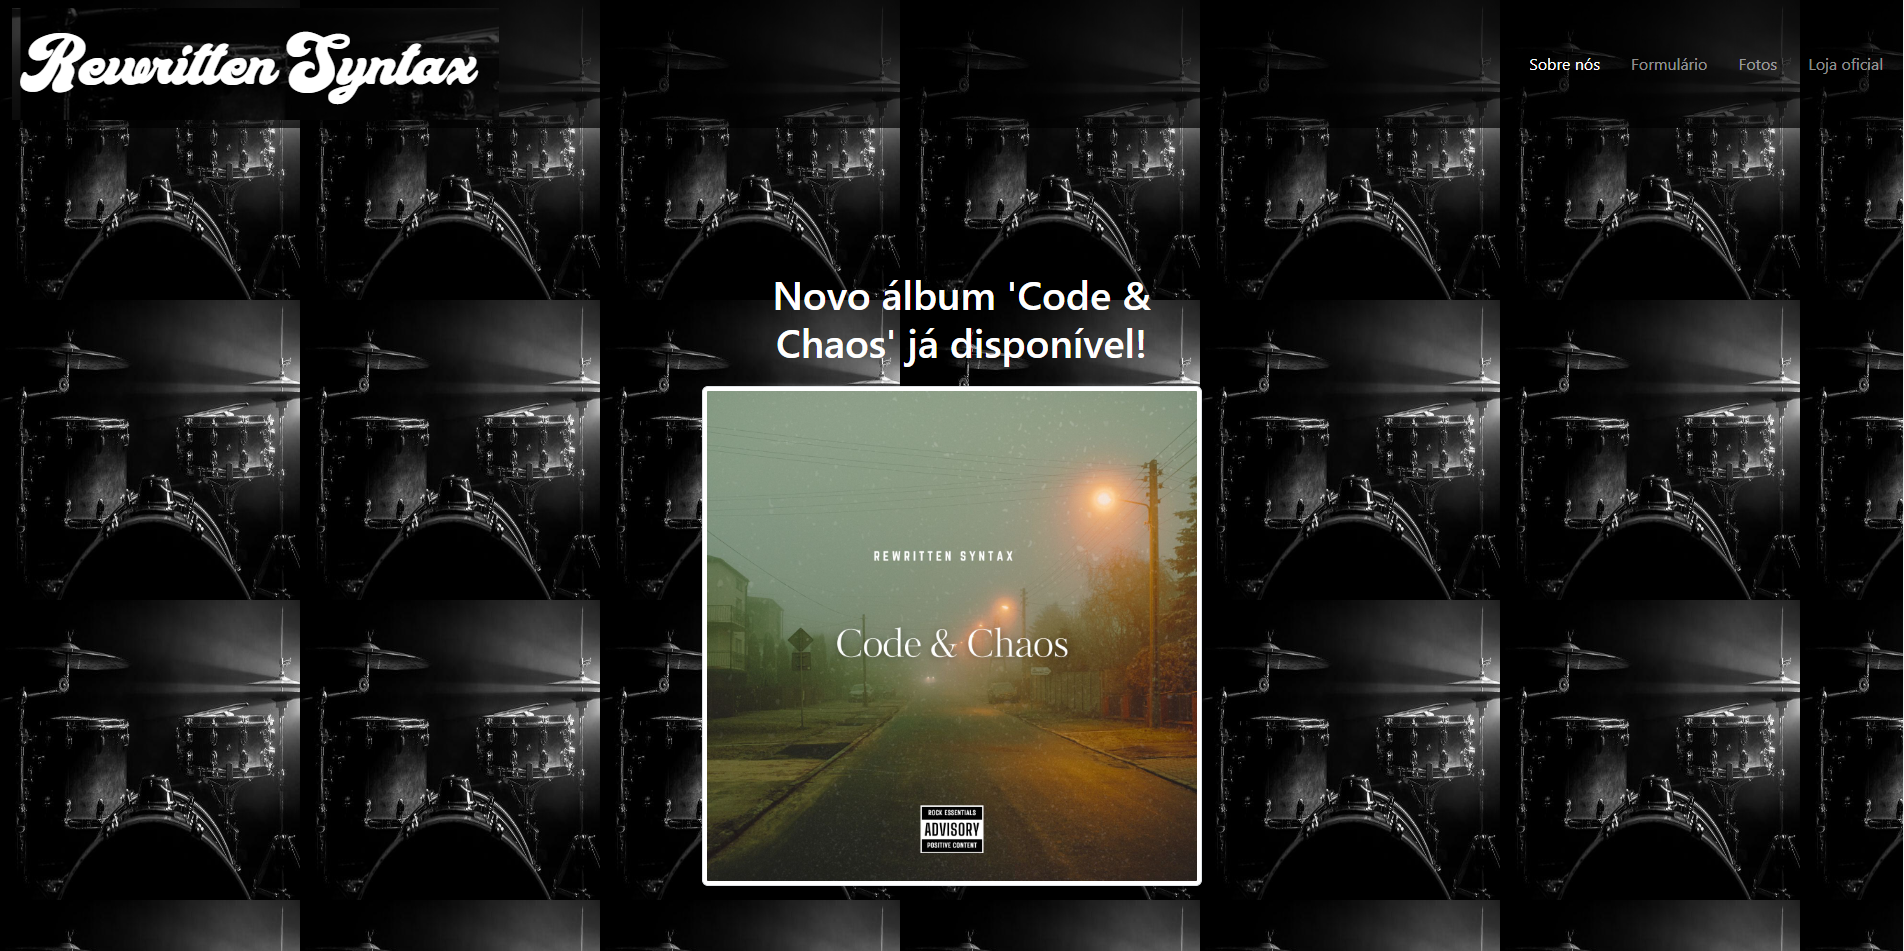 Rewritten Syntax
Sobre nós
Formulário
Fotos
Loja oficial
Novo álbum 'Code &
Chaos' já disponível!
REWRITTEN SYNTAX
Code & Chaos
ROCK ESSENTIALS
ADVISORY
POSITIVE CONTENT